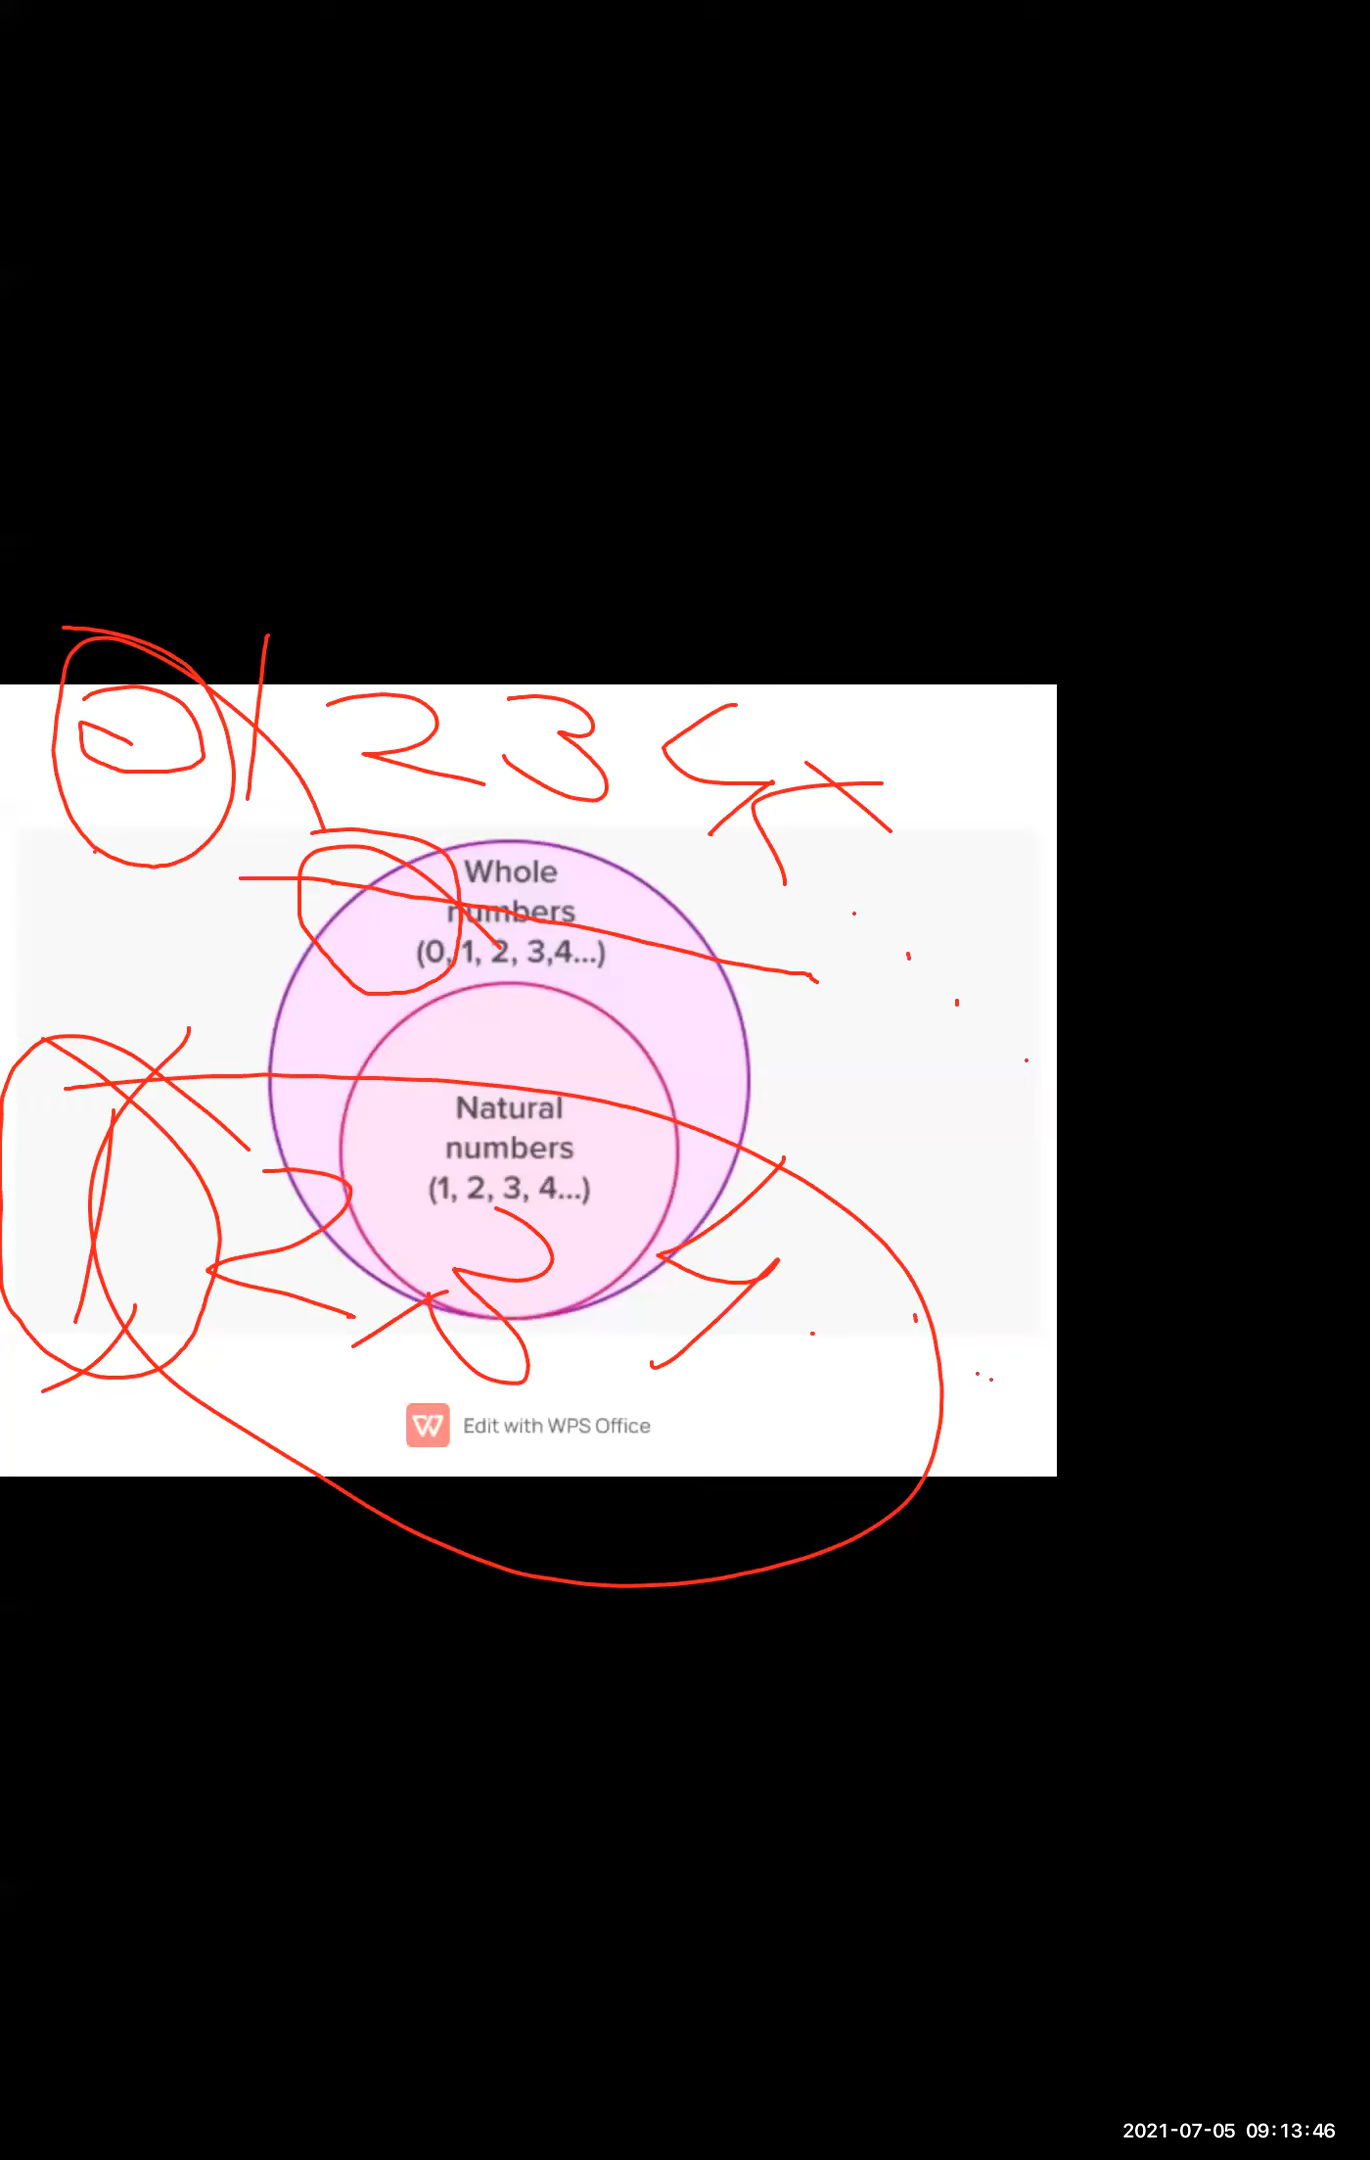 0 1 2 3 4 5
Whole
numbers
(0, 1, 2, 3,4...)
Natural
numbers
(1, 2, 3, 4...)
1 2 3 4
Edit with WPS Office
2021-07-05 09:13:46